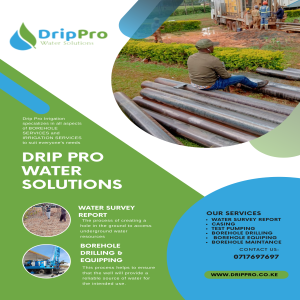 DripPro
Water Solutions
Drip Pro Irrigation
specializes in all aspects
of BOREHOLE
SERVICES and
IRRIGATION SERVICES
to suit everyone's needs
DRIP PRO
WATER
SOLUTIONS
WATER SURVEY
REPORT
The process of creating a
hole in the ground to access
underground water
resources
BOREHOLE
DRILLING &
EQUIPPING
This process helps to ensure
that the well will provide a
reliable source of water for
the intended use.
OUR SERVICES
• WATER SURVEY REPORT
• CASING
• TEST PUMPING
• BOREHOLE DRILLING
• BOREHOLE EQUIPING
• BOREHOLE MAINTANCE
CONTACT US:
0717697697
WWW.DRIPRO.CO.KE